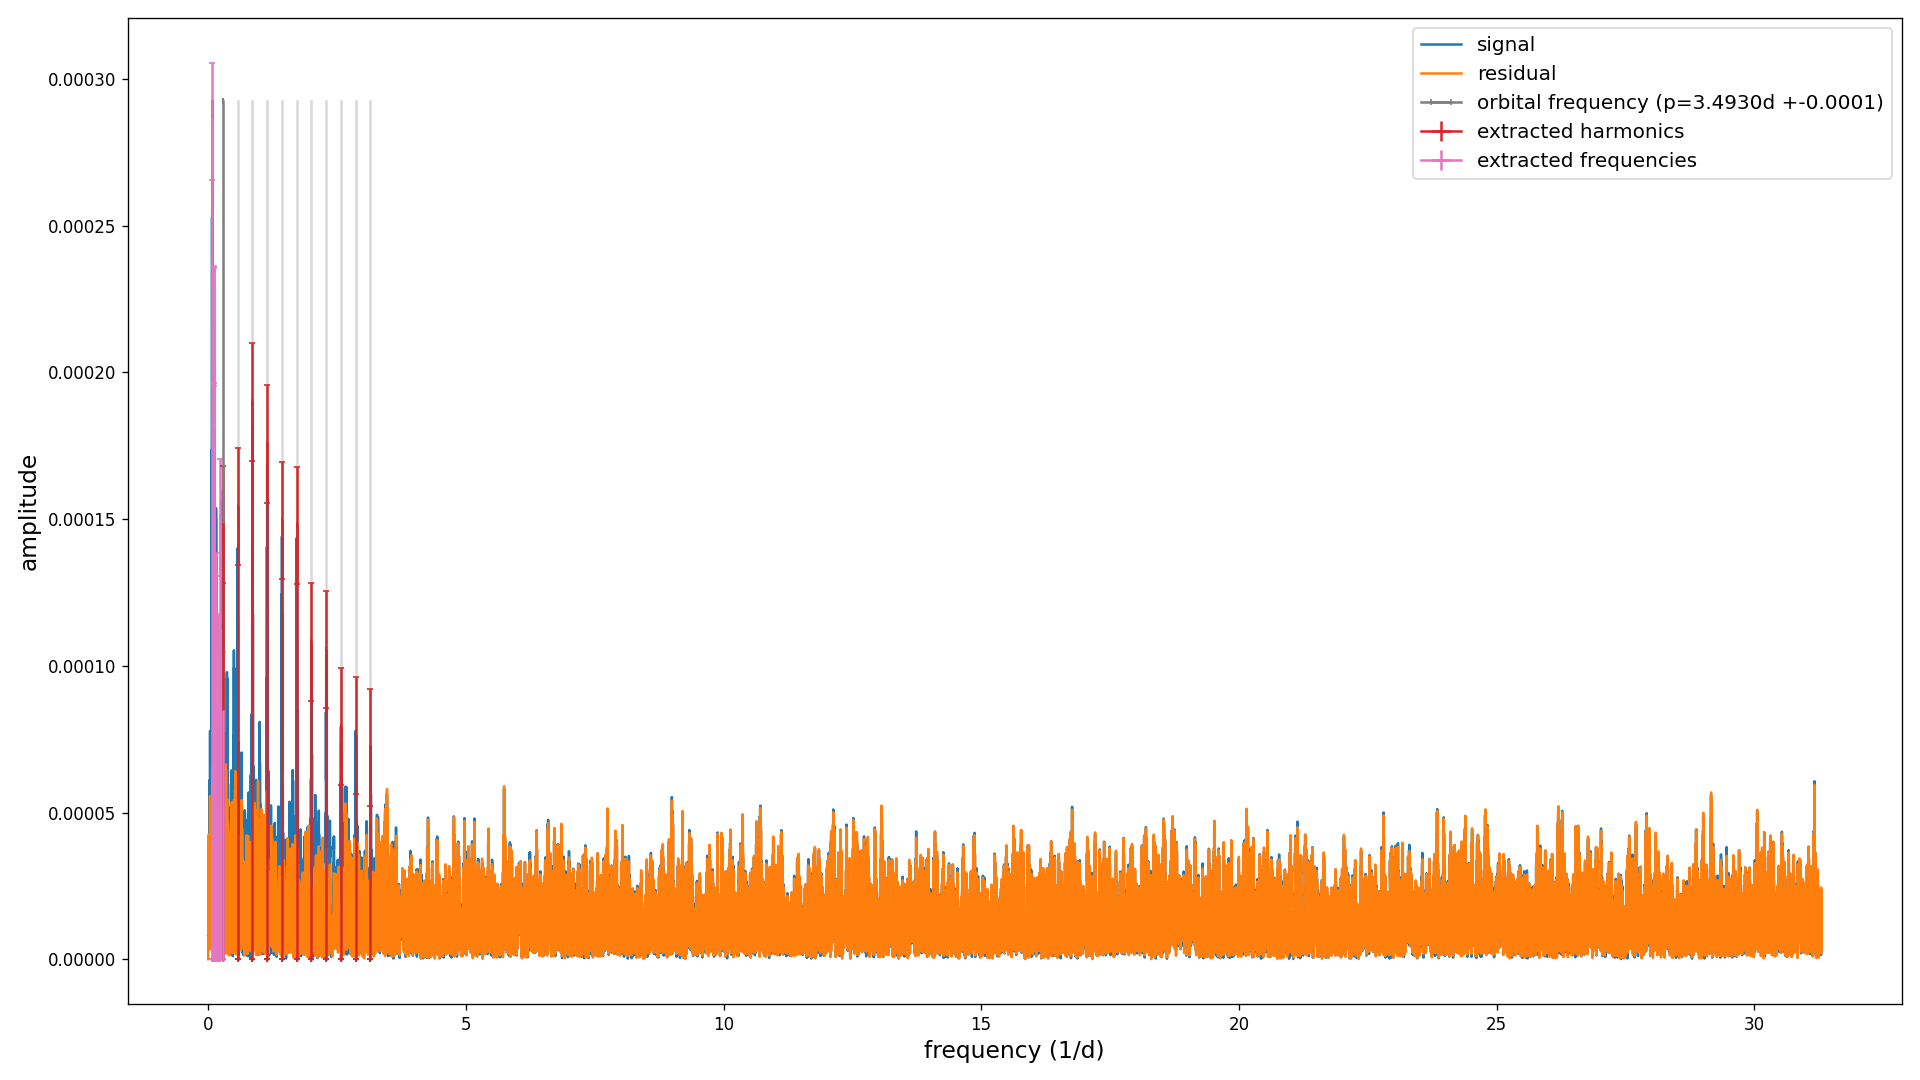 signal
residual
orbital frequency (p=3.4930d +-0.0001)
extracted harmonics
extracted frequencies
amplitude
0.00030
0.00025
0.00020
0.00015
0.00010
0.00005
0.00000
0 5 10 15 20 25 30
frequency (1/d)